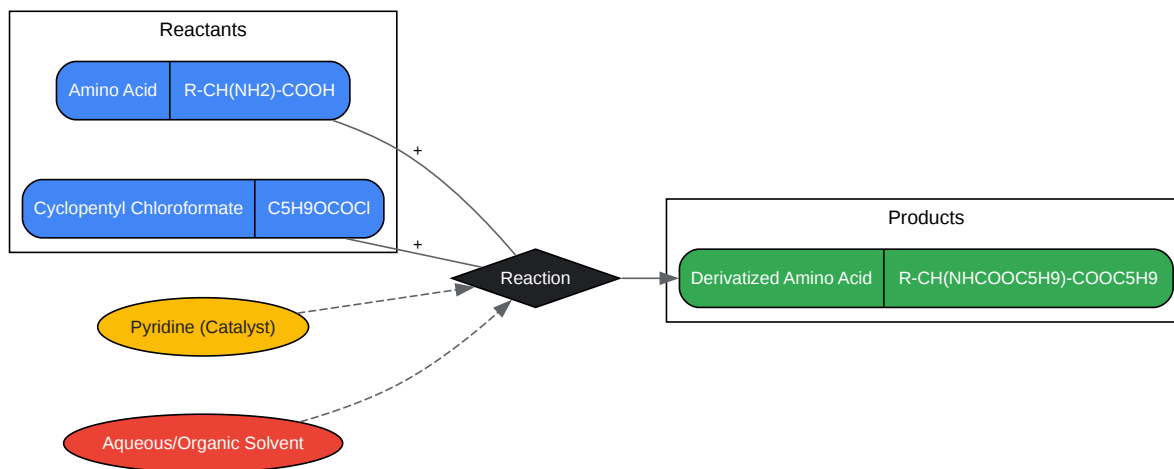 Reactants
Amino Acid
R-CH(NH2)-COOH
+
Cyclopentyl Chloroformate
C5H9OCOCl
+
Reaction
Products
Derivatized Amino Acid
R-CH(NHCOOC5H9)-COOC5H9
Pyridine (Catalyst)
Aqueous/Organic Solvent